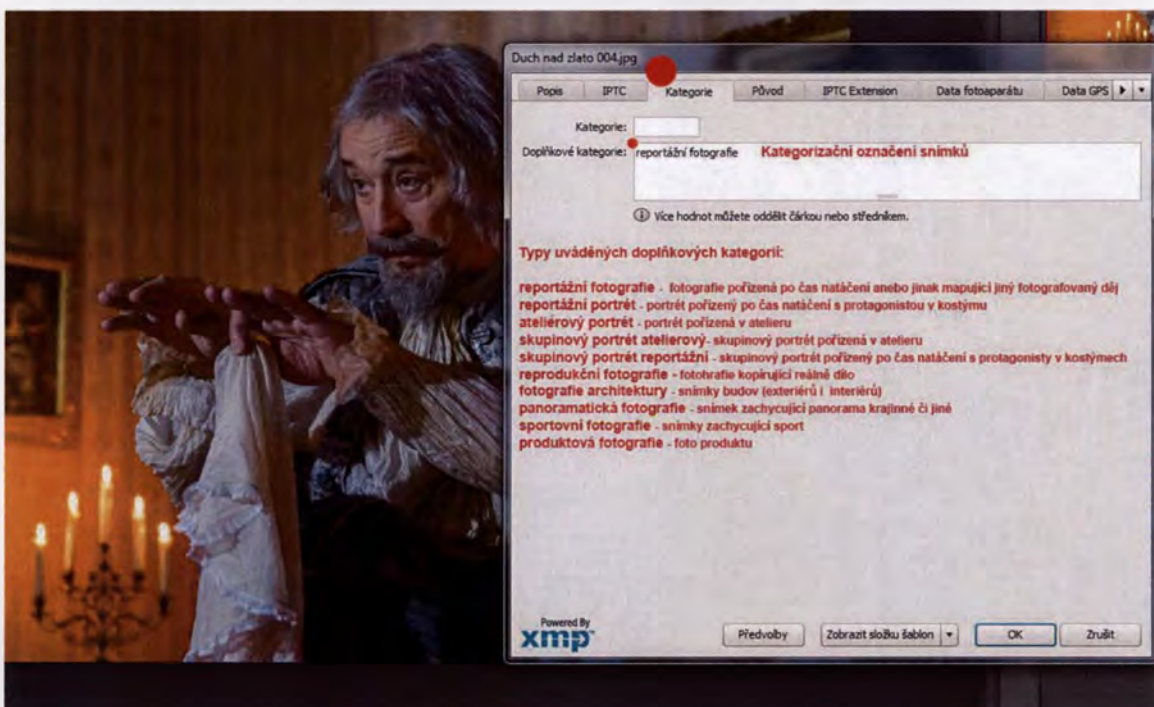 Duch nad zlato 004.jpg
Popis IPTC Kategorie Původ IPTC Extension Data fotoaparátu Data GPS
Kategorie:
Doplňkové kategorie: reportážní fotografie Kategorizační označení snímků
Více hodnot můžete oddělit čárkou nebo středníkem.
Typy uváděných doplňkových kategorií:
reportážní fotografie - fotografie pořízená po čas natáčení anebo jinak mapující jiný fotografovaný děj
reportážní portrét - portrét pořízený po čas natáčení s protagonistou v kostýmu
ateliérový portrét - portrét pořízená v atelieru
skupinový portrét atelierový- skupinový portrét pořízená v atelieru
skupinový portrét reportážní - skupinový portrét pořízený po čas natáčení s protagonisty v kostýmech
reprodukční fotografie - fotohrafie kopírující reálné dílo
fotografie architektury - snímky budov (exteriérů i interiérů)
panoramatická fotografie - snímek zachycující panorama krajinné či jiné
sportovní fotografie - snímky zachycující sport
produktová fotografie - foto produktu
Powered By
xmp
Předvolby Zobrazit složku šablon OK Zrušit